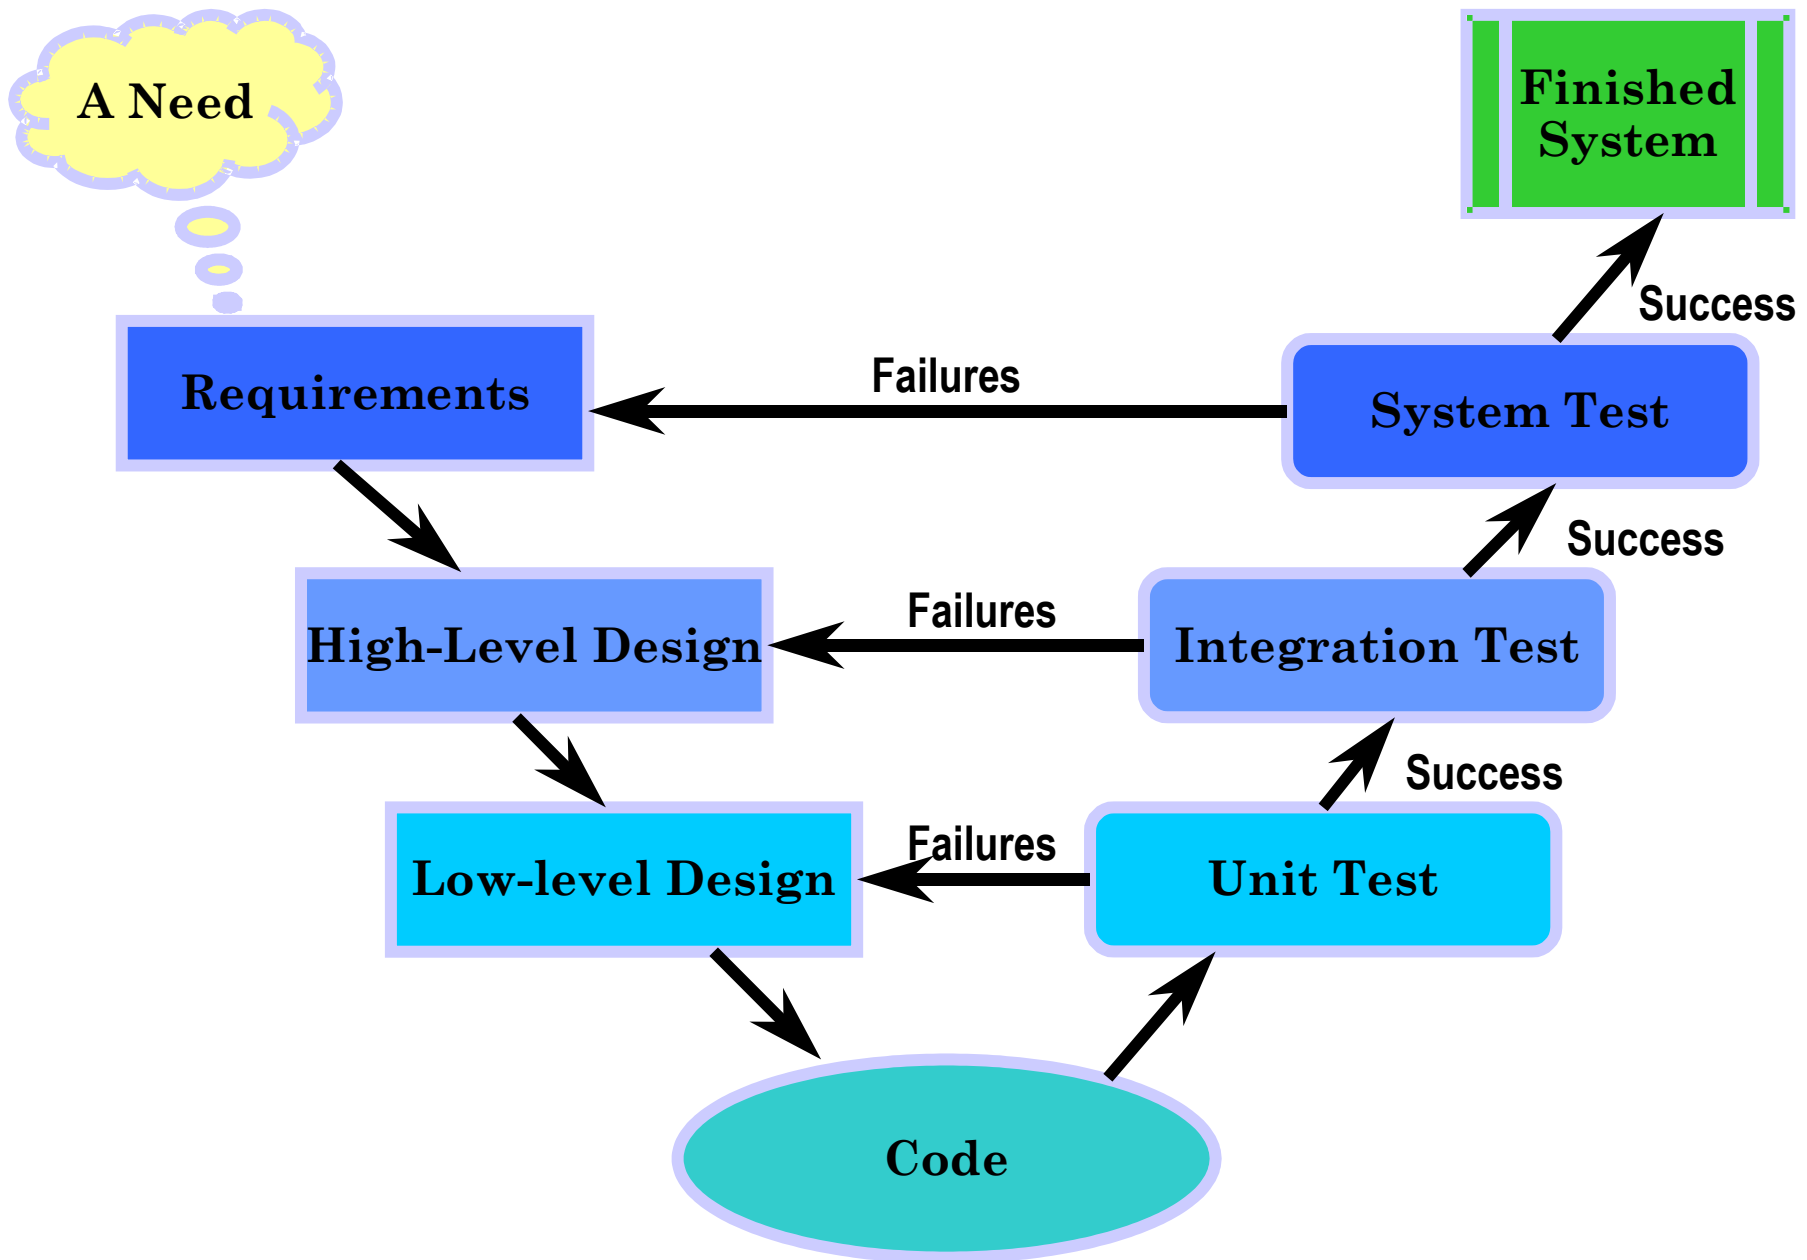 A Need
Finished
System
Success
Failures
Requirements
System Test
Success
Failures
High-Level Design
Integration Test
Success
Failures
Low-level Design
Unit Test
Code